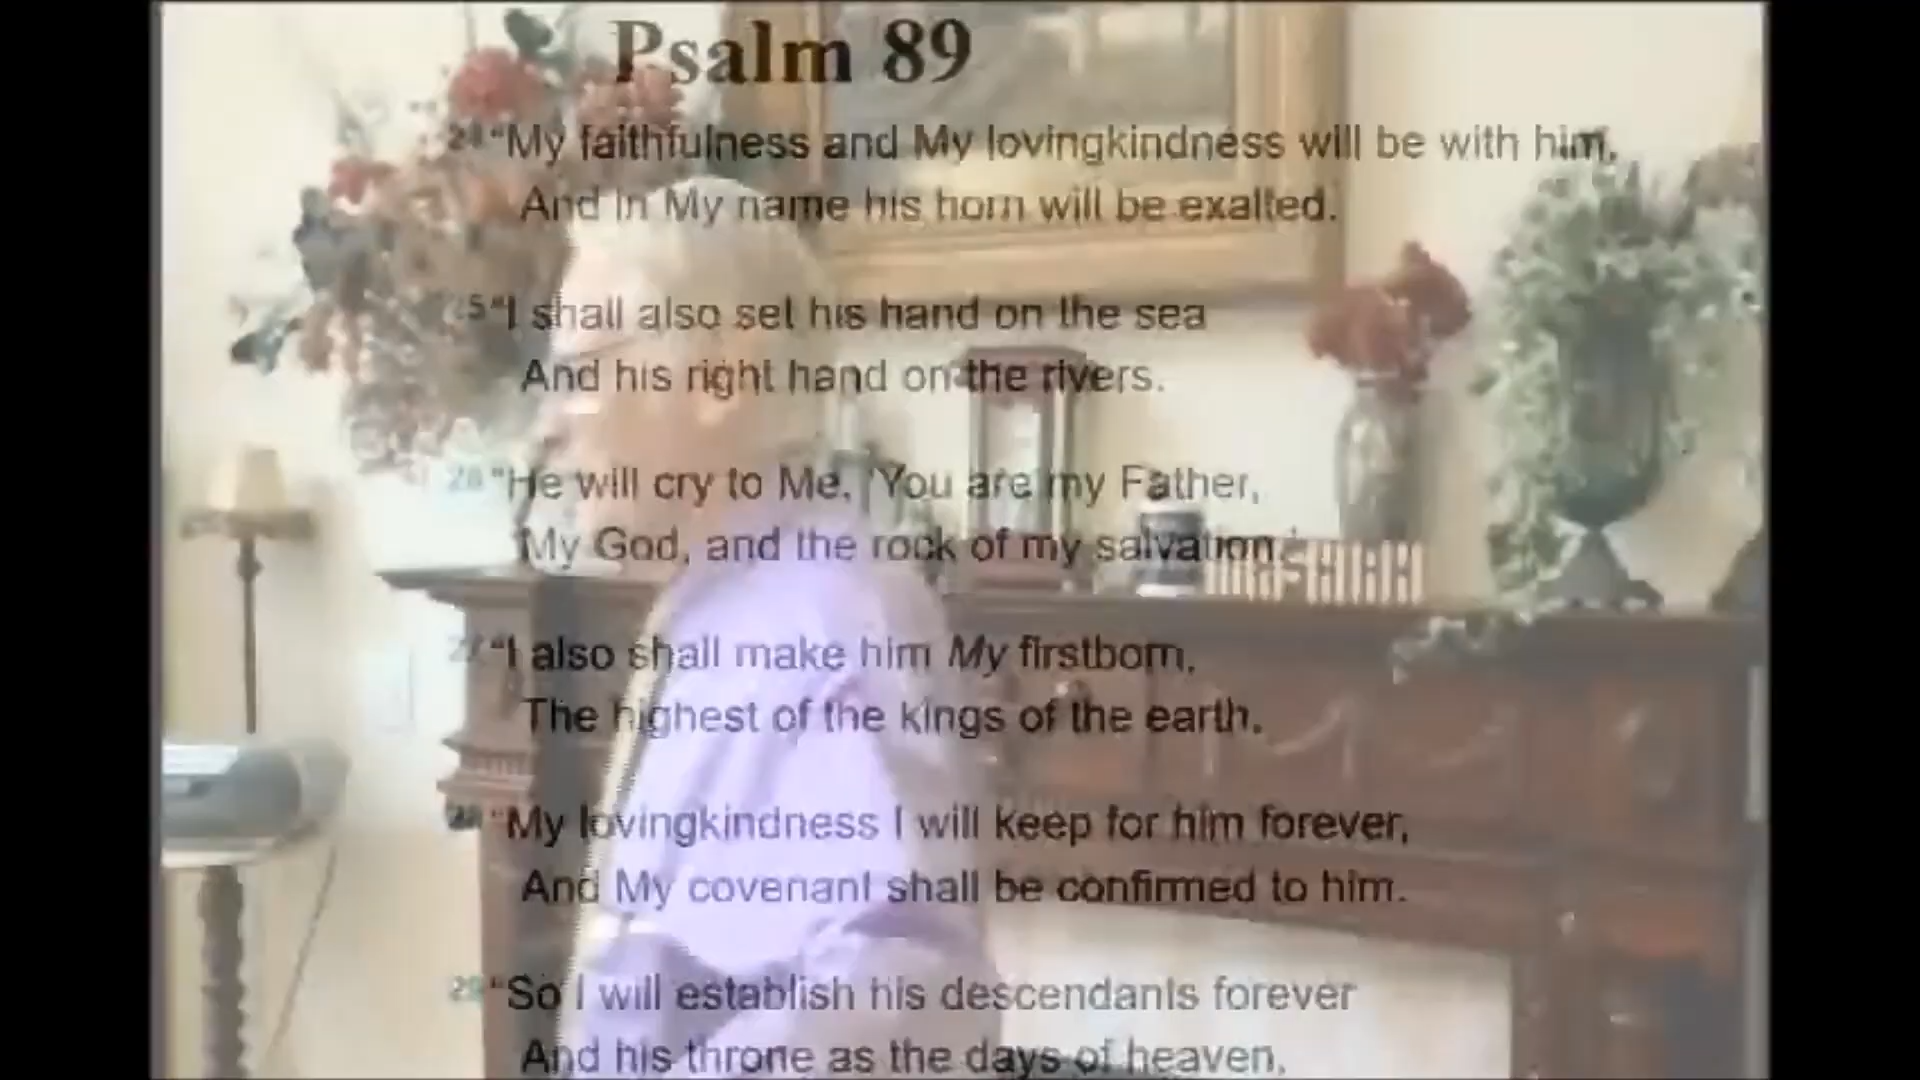 Psalm 89
24 “My faithfulness and My lovingkindness will be with him,
And in My name his horn will be exalted.
25 “I shall also set his hand on the sea
And his right hand on the rivers.
26 “He will cry to Me, ‘You are my Father,
My God, and the rock of my salvation.’
MASHIAH
27 “I also shall make him My firstborn,
The highest of the kings of the earth.
28 “My lovingkindness I will keep for him forever,
And My covenant shall be confirmed to him.
29 “So I will establish his descendants forever
And his throne as the days of heaven.